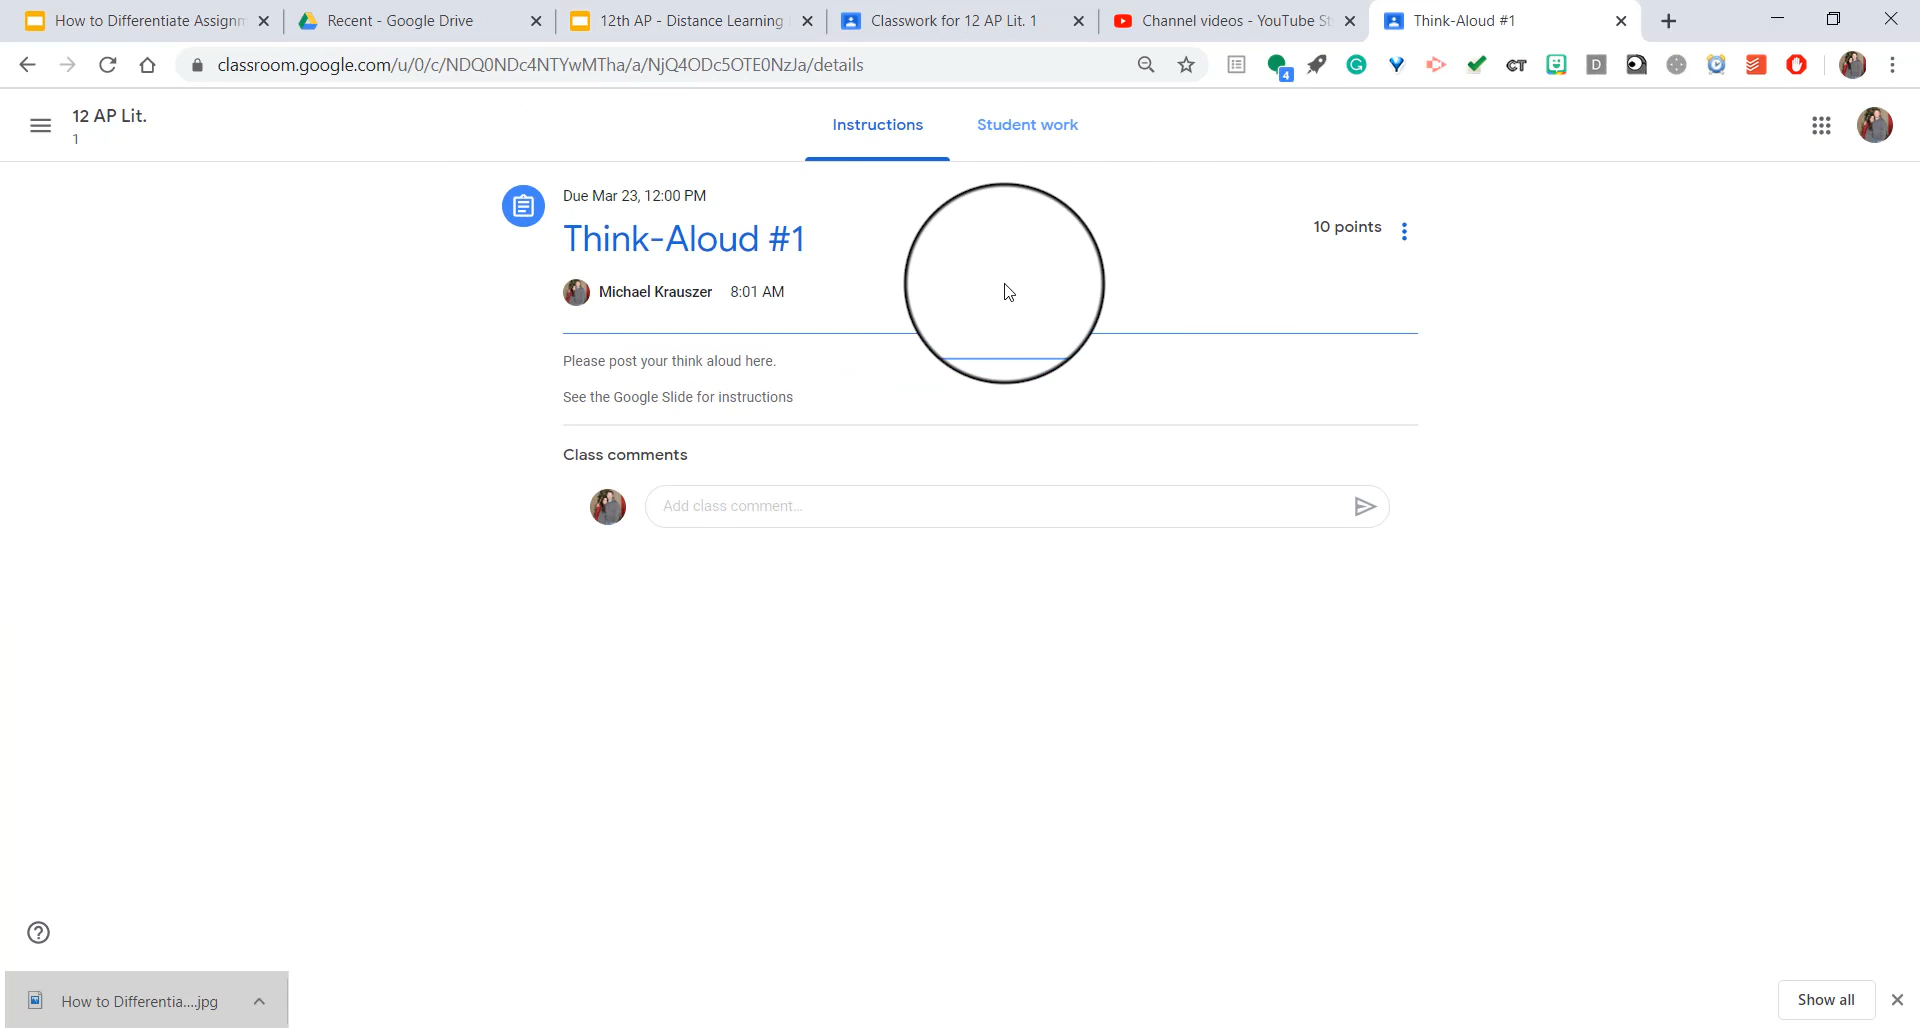 How to Differentiate Assignm
Recent - Google Drive
12th AP - Distance Learning
Classwork for 12 AP Lit. 1
Channel videos - YouTube St
Think-Aloud #1
classroom.google.com/u/0/c/NDQ0NDc4NTYwMTha/a/NjQ4ODc5OTE0NzJa/details
4
CT
D
12 AP Lit.
1
Instructions
Student work
Due Mar 23, 12:00 PM
Think-Aloud #1
10 points
Michael Krauszer 8:01 AM
Please post your think aloud here.
See the Google Slide for instructions
Class comments
Add class comment...
How to Differentia....jpg
Show all